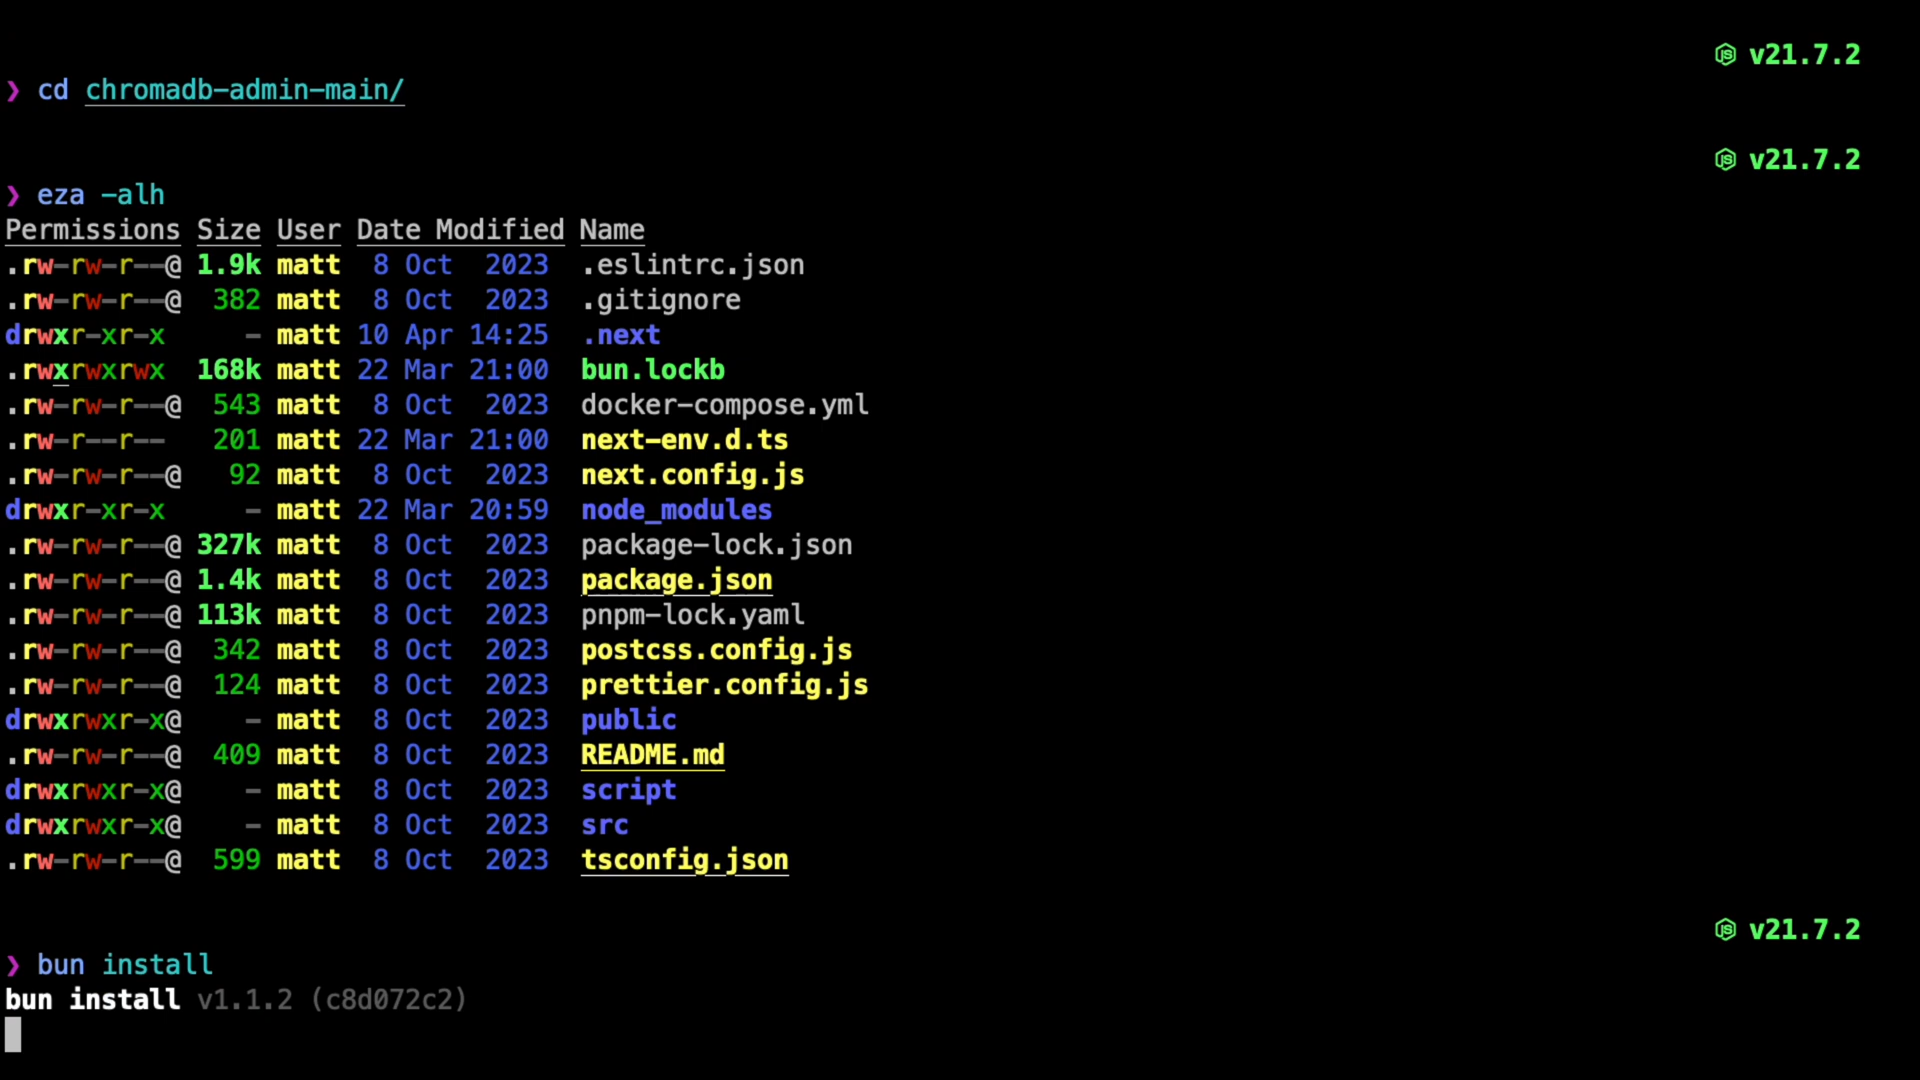 v21.7.2
❯ cd chromadb-admin-main/
v21.7.2
❯ eza -alh
Permissions Size User Date Modified Name
.rw-rw-r--@ 1.9k matt 8 Oct 2023 .eslintrc.json
.rw-rw-r--@ 382 matt 8 Oct 2023 .gitignore
drwxr-xr-x - matt 10 Apr 14:25 .next
.rwxrwxrwx 168k matt 22 Mar 21:00 bun.lockb
.rw-rw-r--@ 543 matt 8 Oct 2023 docker-compose.yml
.rw-r--r-- 201 matt 22 Mar 21:00 next-env.d.ts
.rw-rw-r--@ 92 matt 8 Oct 2023 next.config.js
drwxr-xr-x - matt 22 Mar 20:59 node_modules
.rw-rw-r--@ 327k matt 8 Oct 2023 package-lock.json
.rw-rw-r--@ 1.4k matt 8 Oct 2023 package.json
.rw-rw-r--@ 113k matt 8 Oct 2023 pnpm-lock.yaml
.rw-rw-r--@ 342 matt 8 Oct 2023 postcss.config.js
.rw-rw-r--@ 124 matt 8 Oct 2023 prettier.config.js
drwxrwxr-x@ - matt 8 Oct 2023 public
.rw-rw-r--@ 409 matt 8 Oct 2023 README.md
drwxrwxr-x@ - matt 8 Oct 2023 script
drwxrwxr-x@ - matt 8 Oct 2023 src
.rw-rw-r--@ 599 matt 8 Oct 2023 tsconfig.json
v21.7.2
❯ bun install
bun install v1.1.2 (c8d072c2)